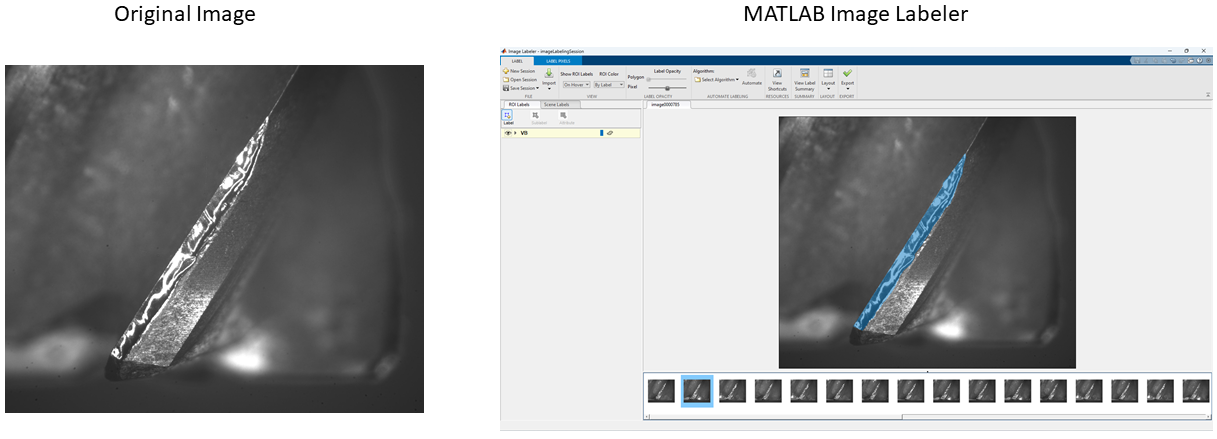 Original Image
MATLAB Image Labeler
Image Labeler - imageLabelingSession
LABEL
LABEL PIXELS
New Session
Open Session
Save Session
Import
Show ROI Labels
ROI Color
On Hover
By Label
Polygon
Pixel
Label Opacity
Algorithm:
Select Algorithm
Automate
View
Shortcuts
View Label
Summary
Layout
Export
FILE
VIEW
LABEL OPACITY
AUTOMATE LABELING
RESOURCES
SUMMARY
LAYOUT
EXPORT
ROI Labels
Scene Labels
image0000785
Label
Sublabel
Attribute
VB